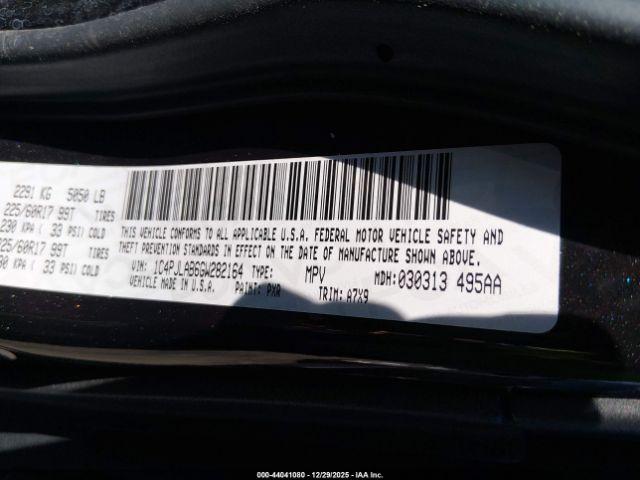 2291 KG 5050 LB
225/60R17 99T TIRES
230 KPA ( 33 PSI) COLD
225/60R17 99T TIRES
230 KPA ( 33 PSI) COLD
THIS VEHICLE CONFORMS TO ALL APPLICABLE U.S.A. FEDERAL MOTOR VEHICLE SAFETY AND
THEFT PREVENTION STANDARDS IN EFFECT ON THE DATE OF MANUFACTURE SHOWN ABOVE.
VIN: 1C4PJLAB6GW282164 TYPE: MPV MDH:030313 495AA
VEHICLE MADE IN U.S.A. PAINT: PXR TRIM: A7X9
000-44041080 - 12/29/2025 - IAA Inc.